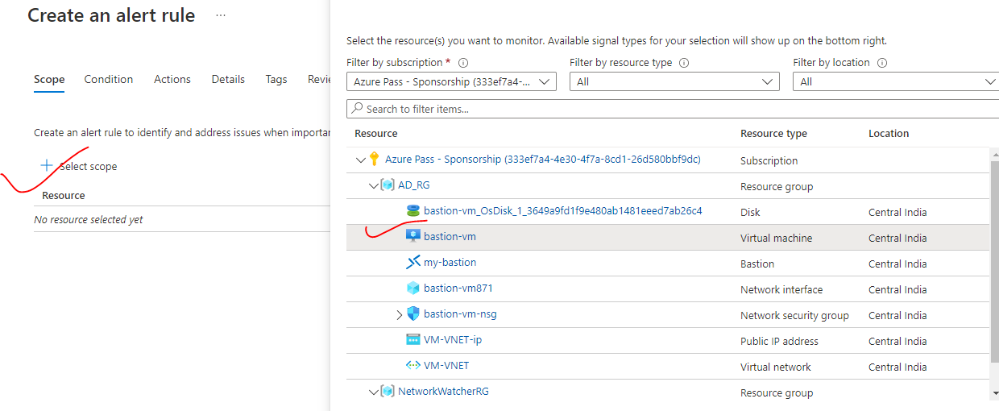 Create an alert rule ...
Scope Condition Actions Details Tags Revie
Create an alert rule to identify and address issues when importan
+ Select scope
Resource
No resource selected yet
Select the resource(s) you want to monitor. Available signal types for your selection will show up on the bottom right.
Filter by subscription * Filter by resource type Filter by location
Azure Pass - Sponsorship (333ef7a4-... All All
Search to filter items...
Resource Resource type Location
Azure Pass - Sponsorship (333ef7a4-4e30-4f7a-8cd1-26d580bbf9dc) Subscription
AD_RG Resource group
bastion-vm_OsDisk_1_3649a9fd1f9e480ab1481eeed7ab26c4 Disk Central India
bastion-vm Virtual machine Central India
my-bastion Bastion Central India
bastion-vm871 Network interface Central India
bastion-vm-nsg Network security group Central India
VM-VNET-ip Public IP address Central India
VM-VNET Virtual network Central India
NetworkWatcherRG Resource group